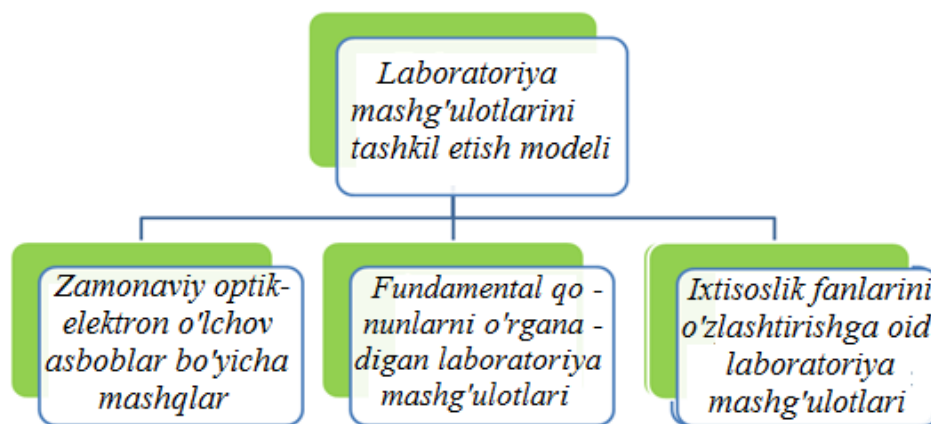 Laboratoriya
mashg'ulotlarini
tashkil etish modeli
Zamonaviy optik-
elektron o'lchov
asboblar bo'yicha
mashqlar
Fundamental qo -
nunlarni o'rgana -
digan laboratoriya
mashg'ulotlari
Ixtisoslik fanlarini
o'zlashtirishga oid
laboratoriya
mashg'ulotlari